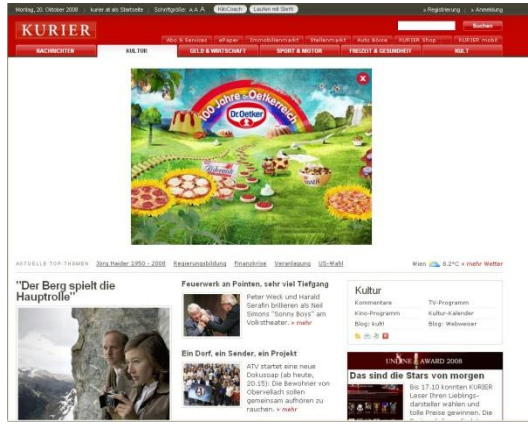 Montag, 20. Oktober 2008 | kurier.at als Startseite | Schriftgröße: A A A KiloCoach Laufen mit Steffi » Registrierung | » Anmeldung
KURIER
Suchen
Abo & Services ePaper Immobilienmarkt Stellenmarkt Auto Börse KURIER Shop KURIER mobil
NACHRICHTEN KULTUR GELD & WIRTSCHAFT SPORT & MOTOR FREIZEIT & GESUNDHEIT KULT
100 Jahre Oetkerreich
Dr.Oetker
AKTUELLE TOP-THEMEN Jörg Haider 1950 - 2008 Regierungsbildung Finanzkrise Veranlagung US-Wahl Wien 8.2°C » mehr Wetter
"Der Berg spielt die
Hauptrolle"
Feuerwerk an Pointen, sehr viel Tiefgang
Peter Weck und Harald
Serafin brillieren als Neil
Simons "Sonny Boys" am
Volkstheater. » mehr
Ein Dorf, ein Sender, ein Projekt
ATV startet eine neue
Dokusoap (ab heute,
20.15): Die Bewohner von
Obervellach sollen
gemeinsam aufhören zu
rauchen. » mehr
Kultur
Kommentare TV-Programm
Kino-Programm Kultur-Kalender
Blog: kult! Blog: Webweiser
AWARD 2008
Das sind die Stars von morgen
Bis 17.10 konnten KURIER
Leser Ihren Lieblings-
darsteller wählen und
tolle Preise gewinnen. Die